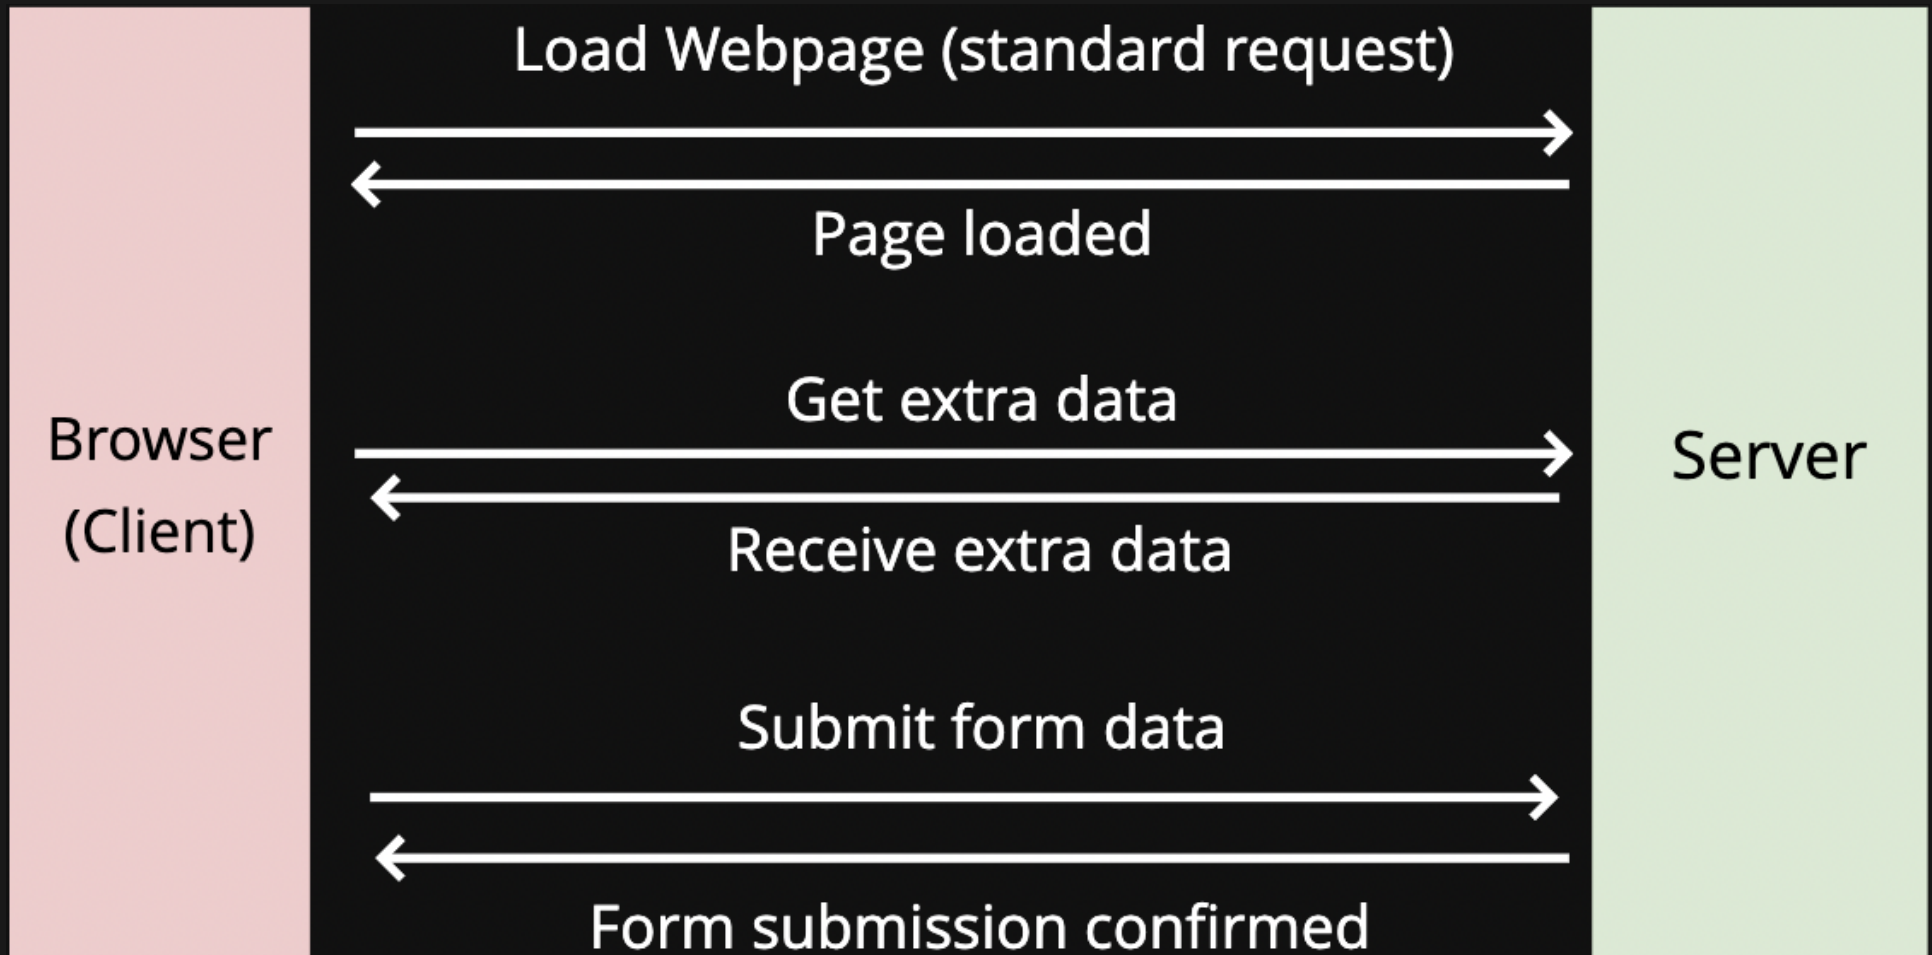 Load Webpage (standard request)
Page loaded
Get extra data
Browser
(Client)
Server
Receive extra data
Submit form data
Form submission confirmed